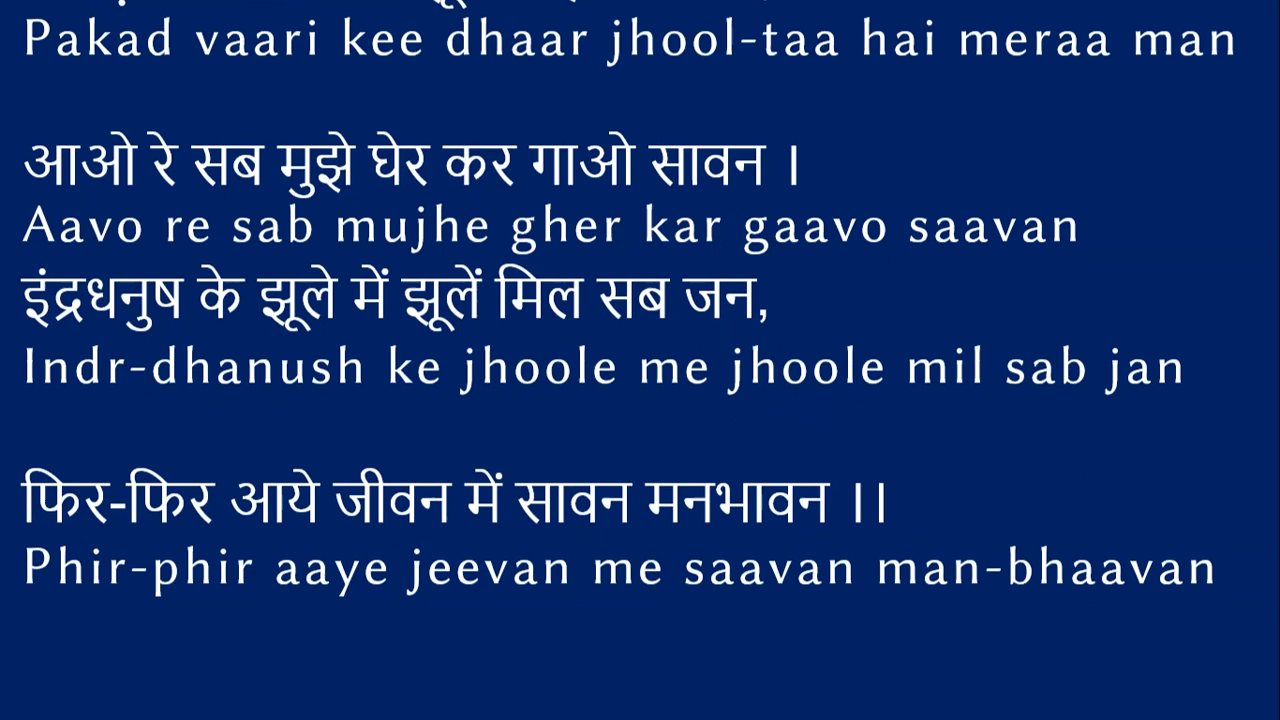 Pakad vaari kee dhaar jhool-taa hai meraa man
आओ रे सब मुझे घेर कर गाओ सावन ।
Aavo re sab mujhe gher kar gaavo saavan
इंद्रधनुष के झूले में झूलें मिल सब जन,
Indr-dhanush ke jhoole me jhoole mil sab jan
फिर-फिर आये जीवन में सावन मनभावन ।।
Phir-phir aaye jeevan me saavan man-bhaavan